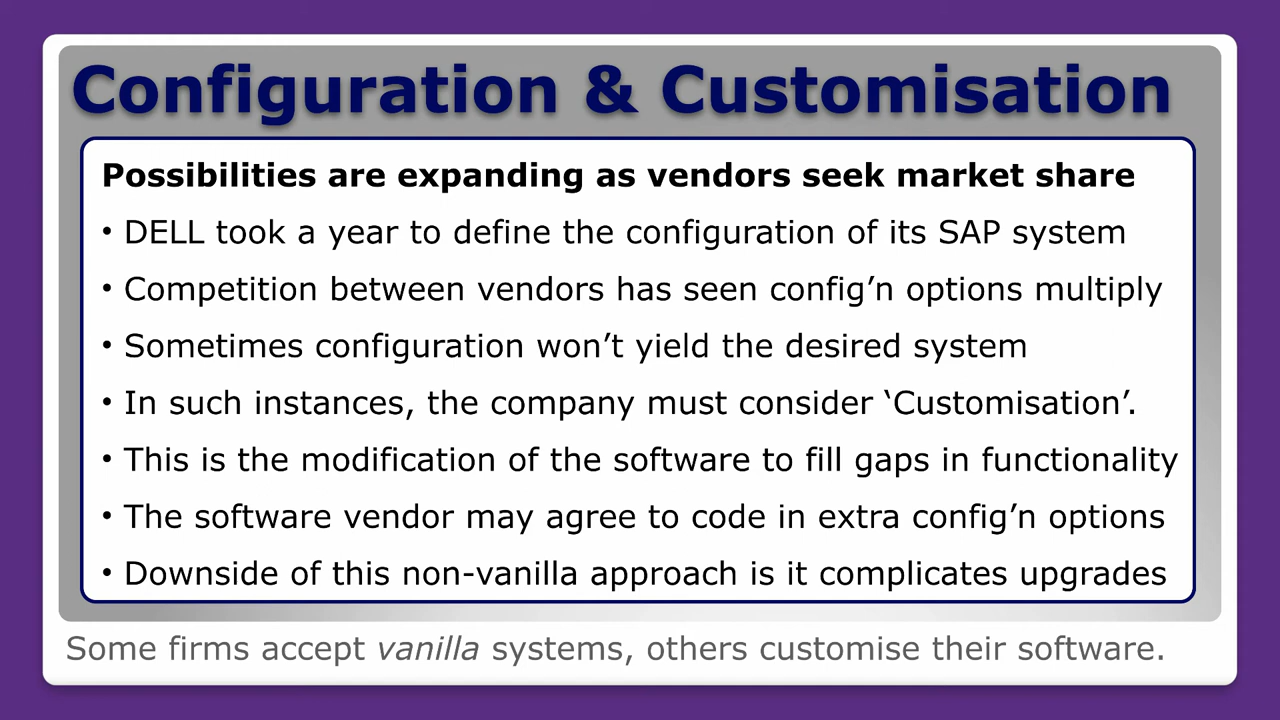 Configuration & Customisation
Possibilities are expanding as vendors seek market share
• DELL took a year to define the configuration of its SAP system
• Competition between vendors has seen config’n options multiply
• Sometimes configuration won’t yield the desired system
• In such instances, the company must consider ‘Customisation’.
• This is the modification of the software to fill gaps in functionality
• The software vendor may agree to code in extra config’n options
• Downside of this non-vanilla approach is it complicates upgrades
Some firms accept vanilla systems, others customise their software.